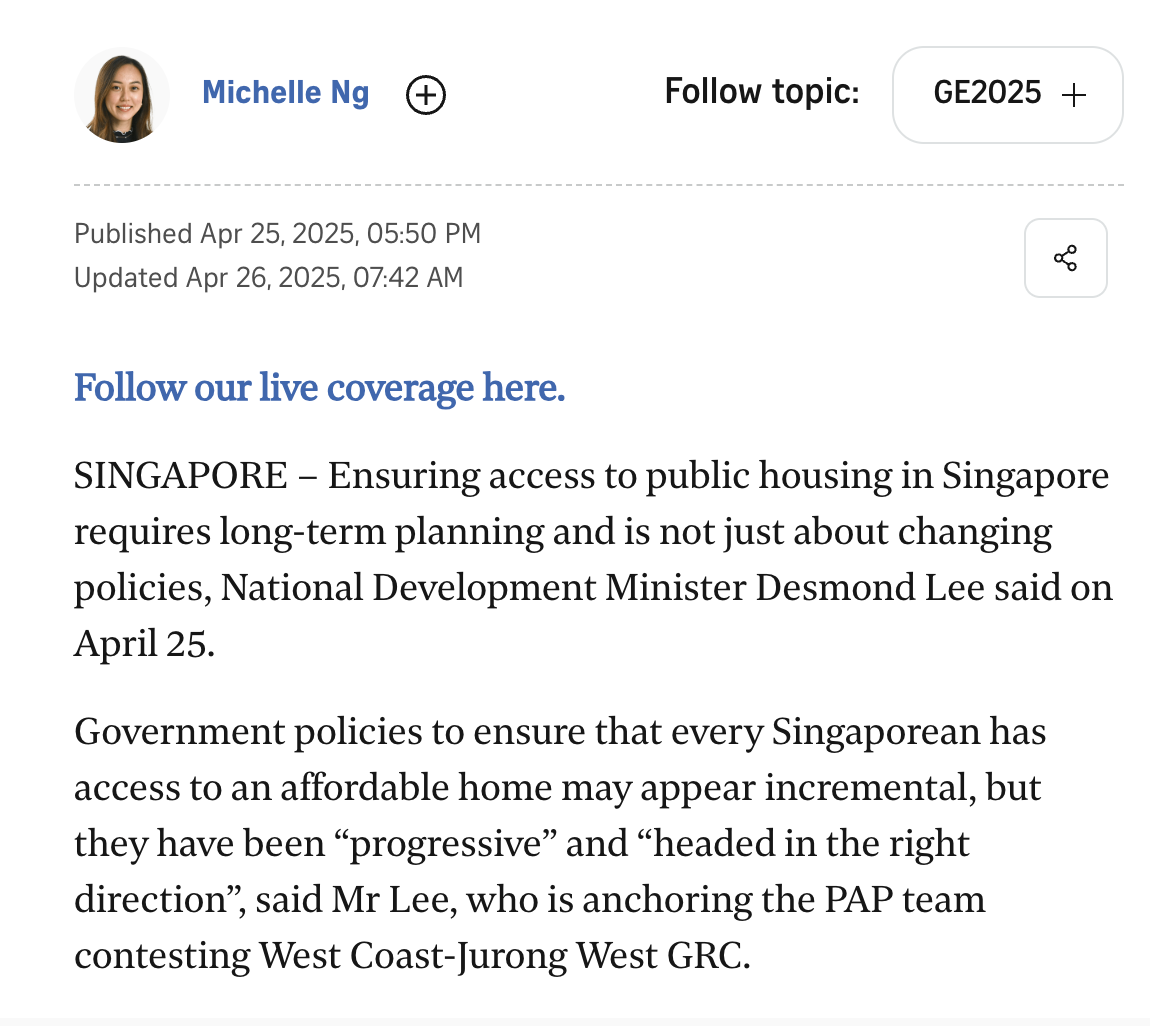 Michelle Ng
Follow topic:
GE2025
Published Apr 25, 2025, 05:50 PM
Updated Apr 26, 2025, 07:42 AM
Follow our live coverage here.
SINGAPORE – Ensuring access to public housing in Singapore
requires long-term planning and is not just about changing
policies, National Development Minister Desmond Lee said on
April 25.
Government policies to ensure that every Singaporean has
access to an affordable home may appear incremental, but
they have been “progressive” and “headed in the right
direction”, said Mr Lee, who is anchoring the PAP team
contesting West Coast-Jurong West GRC.